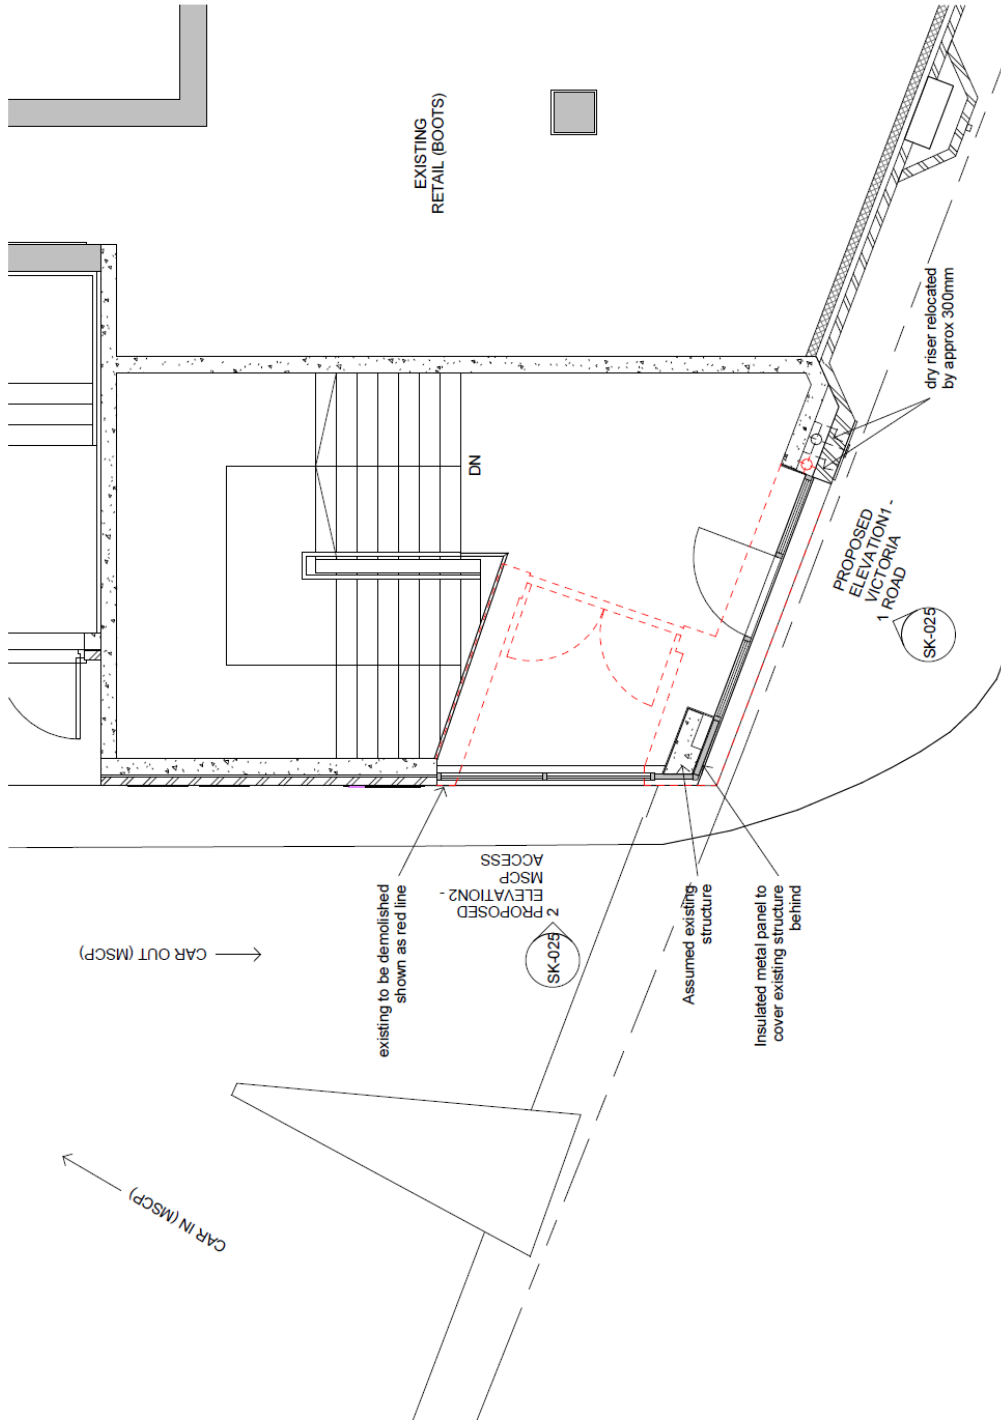 EXISTING
RETAIL (BOOTS)
dry riser relocated
by approx 300mm
DN
PROPOSED
ELEVATION1 -
VICTORIA
ROAD
1
SK-025
PROPOSED
ELEVATION2 -
MSCP
ACCESS
2
SK-025
existing to be demolished
shown as red line
Assumed existing
structure
Insulated metal panel to
cover existing structure
behind
CAR OUT (MSCP)
CAR IN (MSCP)